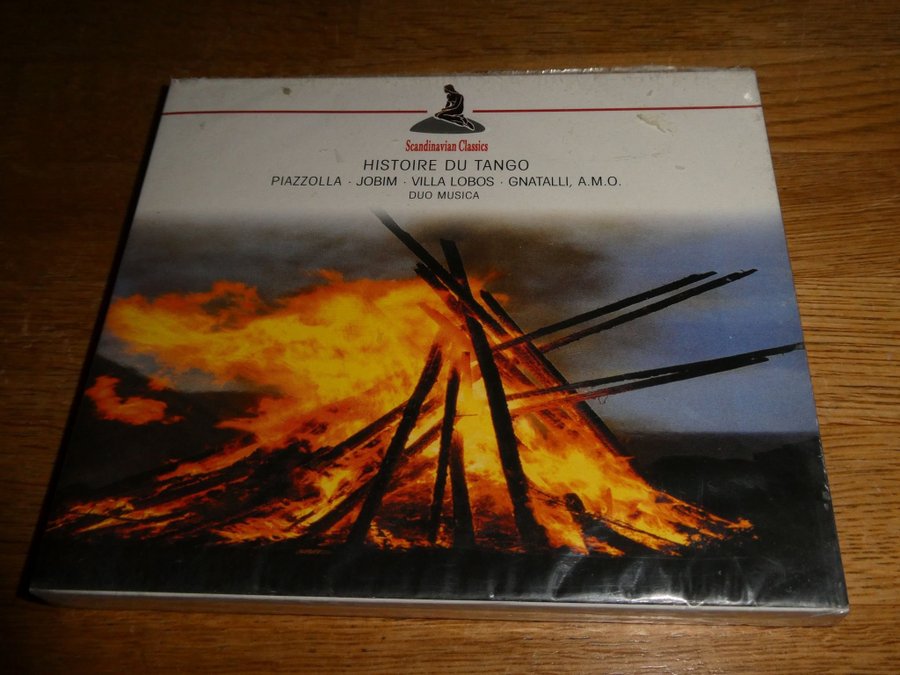 Scandinavian Classics
HISTOIRE DU TANGO
PIAZZOLLA · JOBIM · VILLA LOBOS · GNATALLI, A.M.O.
DUO MUSICA